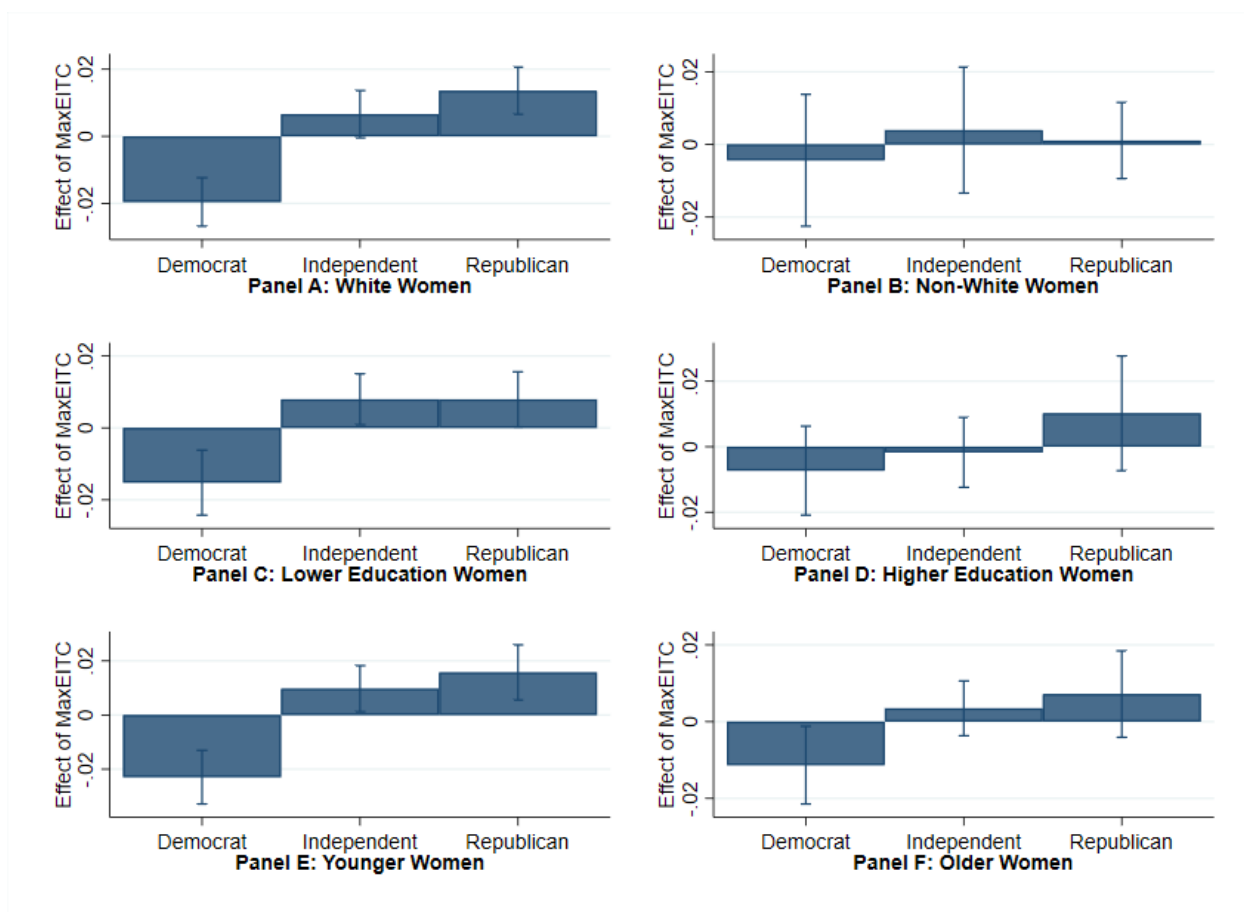 Effect of MaxEITC
.02
0
-.02
Democrat Independent Republican
Panel A: White Women
Effect of MaxEITC
.02
0
-.02
Democrat Independent Republican
Panel B: Non-White Women
Effect of MaxEITC
.02
0
-.02
Democrat Independent Republican
Panel C: Lower Education Women
Effect of MaxEITC
.02
0
-.02
Democrat Independent Republican
Panel D: Higher Education Women
Effect of MaxEITC
.02
0
-.02
Democrat Independent Republican
Panel E: Younger Women
Effect of MaxEITC
.02
0
-.02
Democrat Independent Republican
Panel F: Older Women